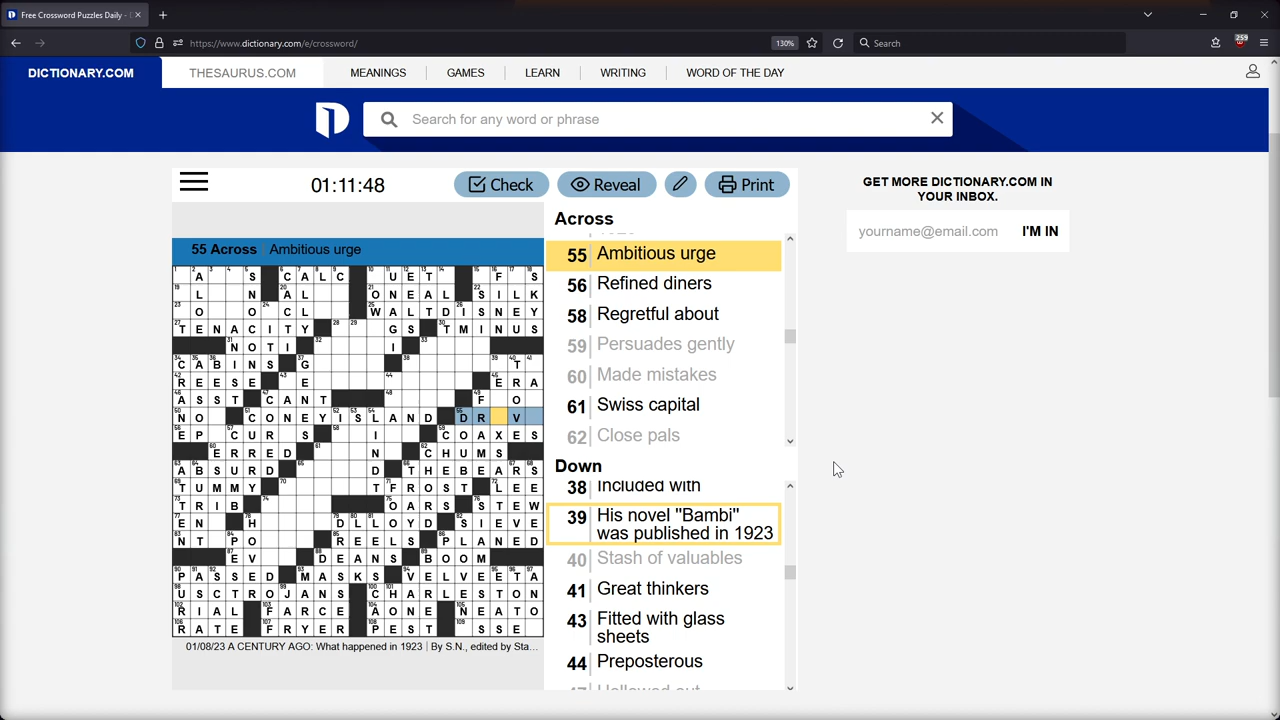 Free Crossword Puzzles Daily -
https://www.dictionary.com/e/crossword/
130%
Search
259
DICTIONARY.COM
THESAURUS.COM
MEANINGS
GAMES
LEARN
WRITING
WORD OF THE DAY
Search for any word or phrase
01:11:48
Check
Reveal
Print
GET MORE DICTIONARY.COM IN
YOUR INBOX.
yourname@email.com
I'M IN
55 Across Ambitious urge
Across
55 Ambitious urge
56 Refined diners
58 Regretful about
59 Persuades gently
60 Made mistakes
61 Swiss capital
62 Close pals
Down
38 Included with
39 His novel "Bambi"
was published in 1923
40 Stash of valuables
41 Great thinkers
43 Fitted with glass
sheets
44 Preposterous
47 Hollowed out
A S C A L C U E T F S
L N A L O N E A L S I L K
O O C L W A L T D I S N E Y
T E N A C I T Y G S T M I N U S
N O T I I
C A B I N S G T
R E E S E E E R A
A S S T C A N T F O
N O C O N E Y I S L A N D D R V
E P C U R S I C O A X E S
E R R E D N C H U M S
A B S U R D D T H E B E A R S
T U M M Y T F R O S T L E E
T R I B O A R S S T E W
E N H D L L O Y D S I E V E
N T P O R E E L S P L A N E D
E V D E A N S B O O M
P A S S E D M A S K S V E L V E E T A
U S C T R O J A N S C H A R L E S T O N
R I A L F A R C E A O N E N E A T O
R A T E F R Y E R P E S T S S E
01/08/23 A CENTURY AGO: What happened in 1923 | By S.N., edited by Sta...